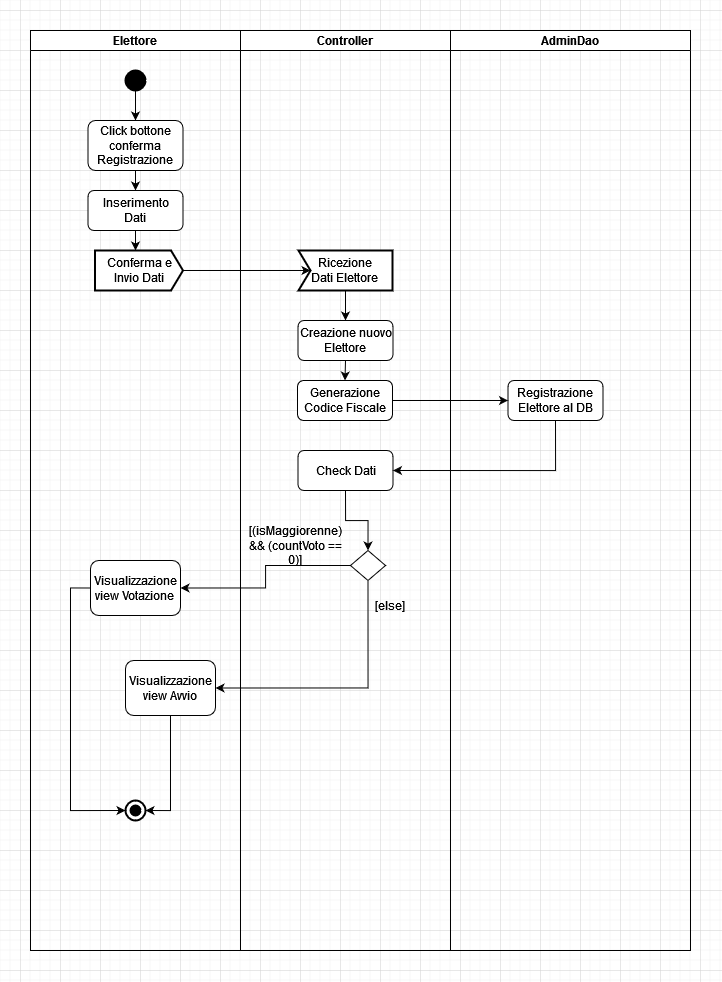 Elettore
Controller
AdminDao
Click bottone
conferma
Registrazione
Inserimento
Dati
Conferma e
Invio Dati
Ricezione
Dati Elettore
Creazione nuovo
Elettore
Generazione
Codice Fiscale
Registrazione
Elettore al DB
Check Dati
[(isMaggiorenne)
&& (countVoto ==
0)]
Visualizzazione
view Votazione
[else]
Visualizzazione
view Avvio